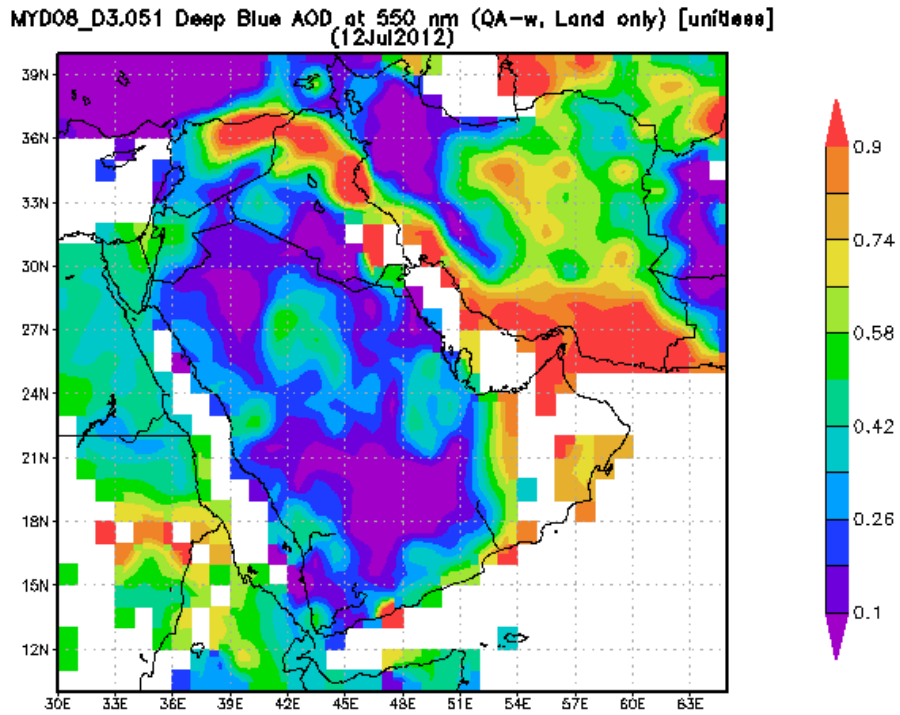 MYD08_D3.051 Deep Blue AOD at 550 nm (QA-w, Land only) [unitless]
(12Jul2012)
39N
36N
33N
30N
27N
24N
21N
18N
15N
12N
30E 33E 36E 39E 42E 45E 48E 51E 54E 57E 60E 63E
0.9
0.74
0.58
0.42
0.26
0.1